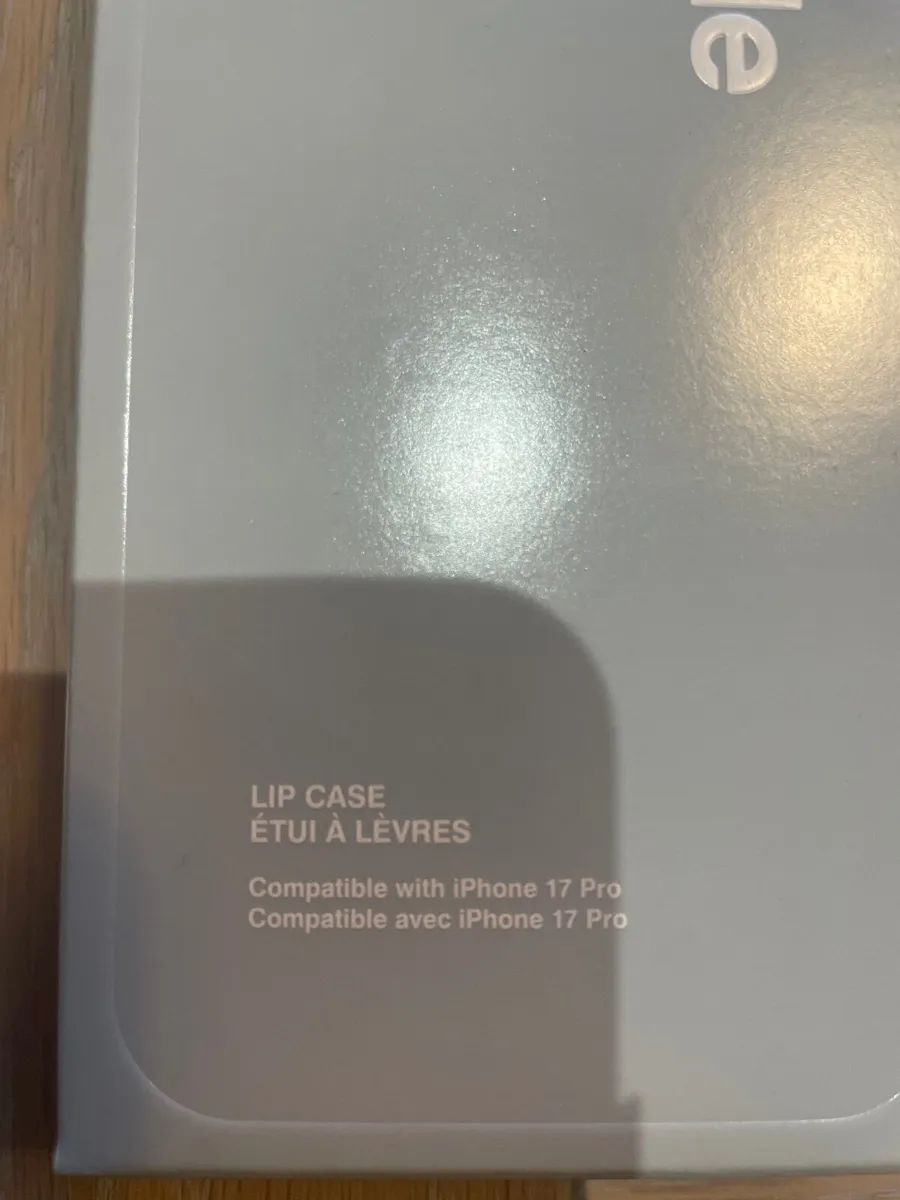 LIP CASE
ÉTUI À LÈVRES
Compatible with iPhone 17 Pro
Compatible avec iPhone 17 Pro